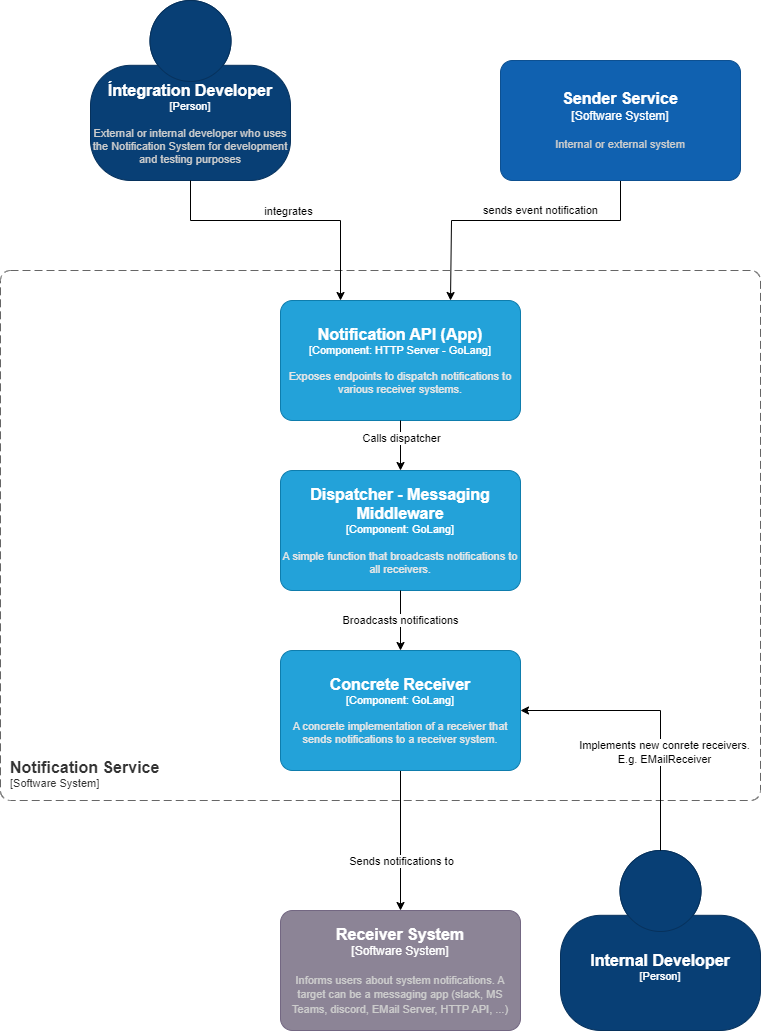 Íntegration Developer
[Person]
External or internal developer who uses
the Notification System for development
and testing purposes
Sender Service
[Software System]
Internal or external system
integrates
sends event notification
Notification API (App)
[Component: HTTP Server - GoLang]
Exposes endpoints to dispatch notifications to
various receiver systems.
Calls dispatcher
Dispatcher - Messaging
Middleware
[Component: GoLang]
A simple function that broadcasts notifications to
all receivers.
Broadcasts notifications
Concrete Receiver
[Component: GoLang]
A concrete implementation of a receiver that
sends notifications to a receiver system.
Implements new conrete receivers.
E.g. EMailReceiver
Notification Service
[Software System]
Sends notifications to
Receiver System
[Software System]
Informs users about system notifications. A
target can be a messaging app (slack, MS
Teams, discord, EMail Server, HTTP API, ...)
Internal Developer
[Person]